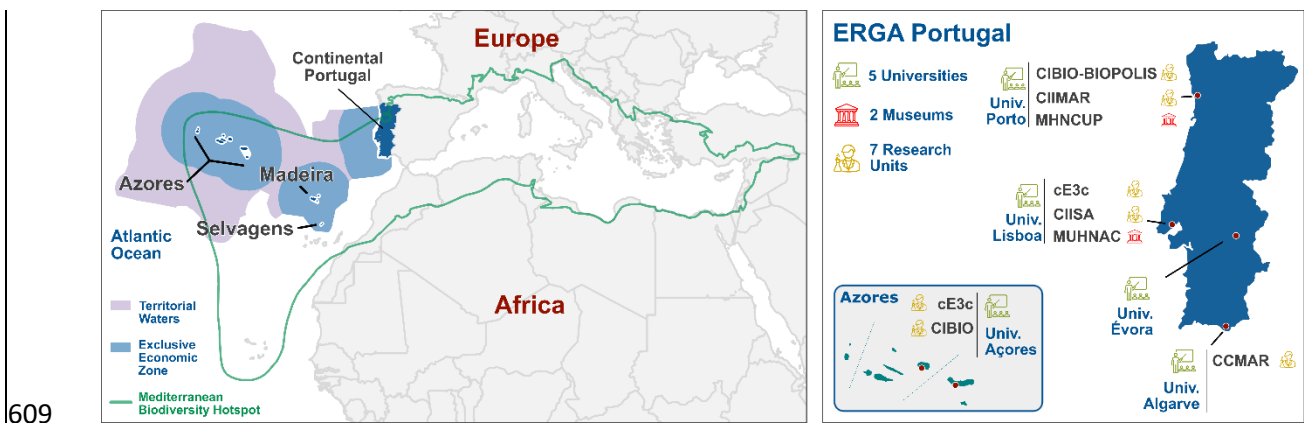 Europe
Continental
Portugal
Azores
Madeira
Selvagens
Atlantic
Ocean
Africa
Territorial
Waters
Exclusive
Economic
Zone
Mediterranean
Biodiversity Hotspot
ERGA Portugal
5 Universities
2 Museums
7 Research
Units
Univ.
Porto
CIBIO-BIOPOLIS
CIIMAR
MHNCUP
Univ.
Lisboa
cE3c
CIISA
MUHNAC
Univ.
Évora
CCMAR
Univ.
Algarve
Azores
cE3c
CIBIO
Univ.
Açores
609